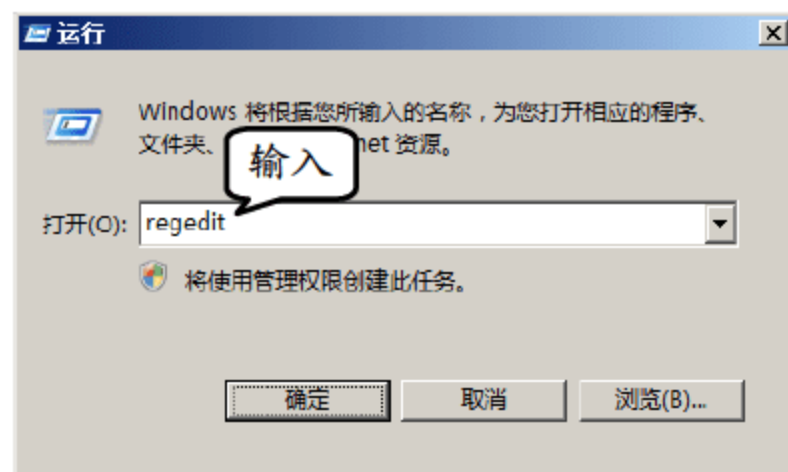 运行
Windows 将根据您所输入的名称，为您打开相应的程序、
文件夹、 net 资源。
输入
打开(O): regedit
将使用管理权限创建此任务。
确定 取消 浏览(B)...